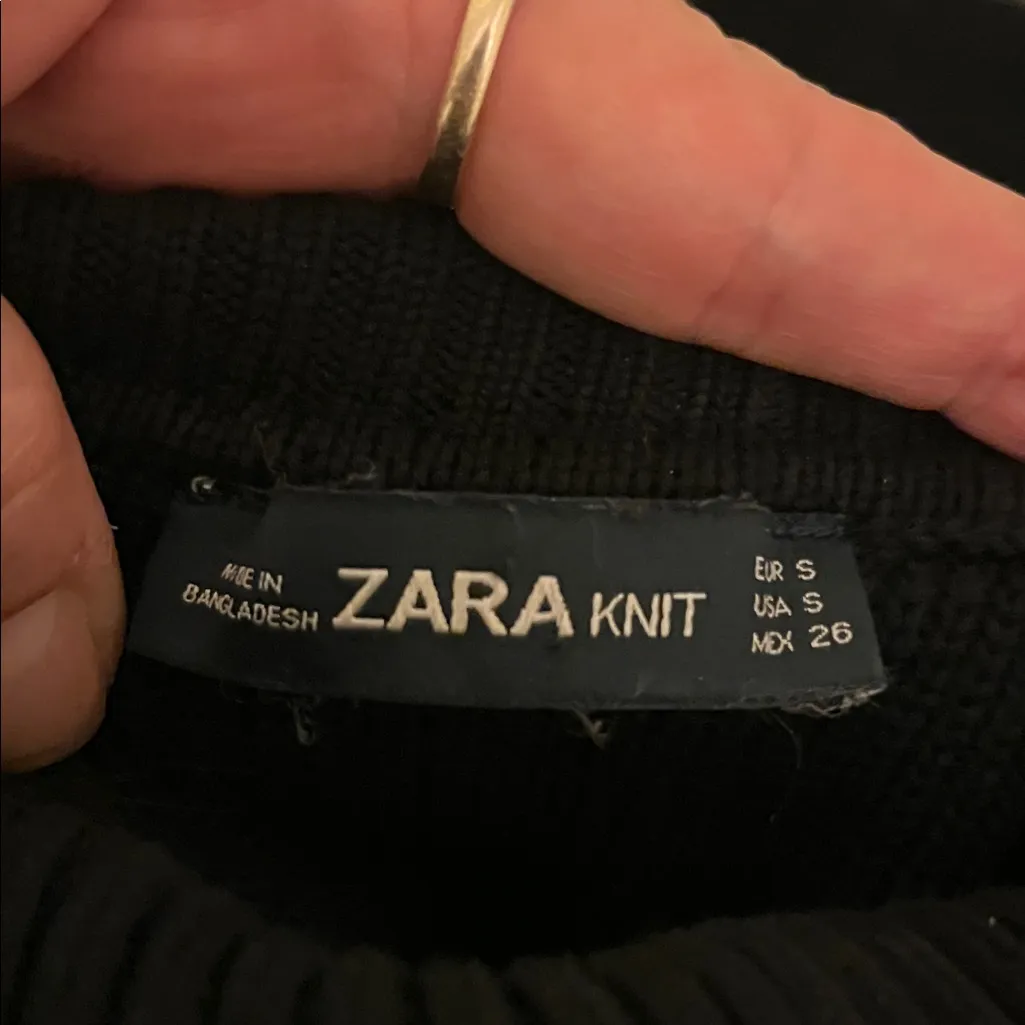 MADE IN
BANGLADESH
ZARA KNIT
EUR S
USA S
MEX 26